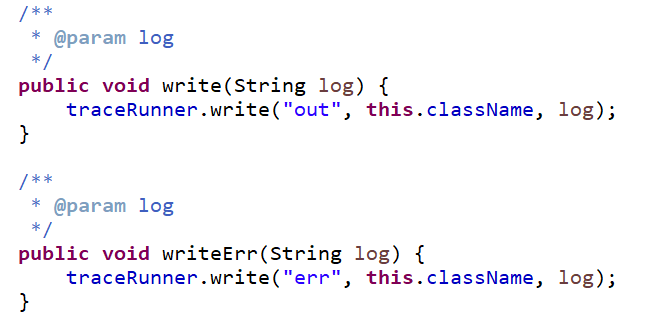 /**
 * @param log
 */
public void write(String log) {
    traceRunner.write("out", this.className, log);
}

/**
 * @param log
 */
public void writeErr(String log) {
    traceRunner.write("err", this.className, log);
}